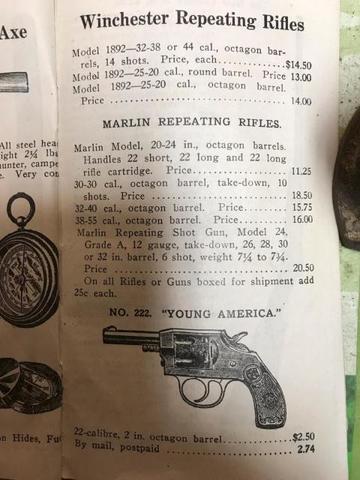 Axe
All steel hea
ight 2¼ lbs
unter, campe
e. Very con
on Hides, Fu
Winchester Repeating Rifles
Model 1892—32-38 or 44 cal., octagon bar-
rels, 14 shots. Price, each..........$14.50
Model 1892—25-20 cal., round barrel. Price 13.00
Model 1892—25-20 cal., octagon barrel.
Price .......... 14.00
MARLIN REPEATING RIFLES.
Marlin Model, 20-24 in., octagon barrels.
Handles 22 short, 22 long and 22 long
rifle cartridge. Price.......... 11.25
30-30 cal., octagon barrel, take-down, 10
shots. Price .......... 18.50
32-40 cal., octagon barrel. Price.......... 15.75
38-55 cal., octagon barrel. Price.......... 16.00
Marlin Repeating Shot Gun, Model 24,
Grade A, 12 gauge, take-down, 26, 28, 30
or 32 in. barrel, 6 shot, weight 7¼ to 7¾.
Price .......... 20.50
On all Rifles or Guns boxed for shipment add
25c each.
NO. 222. "YOUNG AMERICA."
22-calibre, 2 in. octagon barrel..........$2.50
By mail, postpaid .......... 2.74